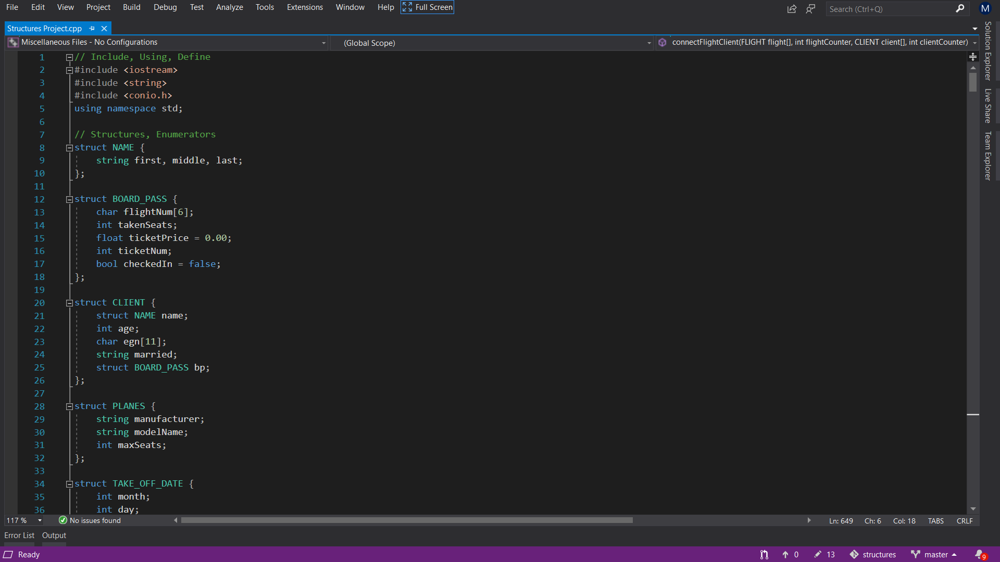 File Edit View Project Build Debug Test Analyze Tools Extensions Window Help Full Screen Search (Ctrl+Q) M
Structures Project.cpp
Miscellaneous Files - No Configurations (Global Scope) connectFlightClient(FLIGHT flight[], int flightCounter, CLIENT client[], int clientCounter)
1 // Include, Using, Define
2 #include <iostream>
3 #include <string>
4 #include <conio.h>
5 using namespace std;
6
7 // Structures, Enumerators
8 struct NAME {
9 string first, middle, last;
10 };
11
12 struct BOARD_PASS {
13 char flightNum[6];
14 int takenSeats;
15 float ticketPrice = 0.00;
16 int ticketNum;
17 bool checkedIn = false;
18 };
19
20 struct CLIENT {
21 struct NAME name;
22 int age;
23 char egn[11];
24 string married;
25 struct BOARD_PASS bp;
26 };
27
28 struct PLANES {
29 string manufacturer;
30 string modelName;
31 int maxSeats;
32 };
33
34 struct TAKE_OFF_DATE {
35 int month;
36 int day;
Solution Explorer
Live Share
Team Explorer
117 % No issues found Ln: 649 Ch: 6 Col: 18 TABS CRLF
Error List Output
Ready 0 13 structures master 9